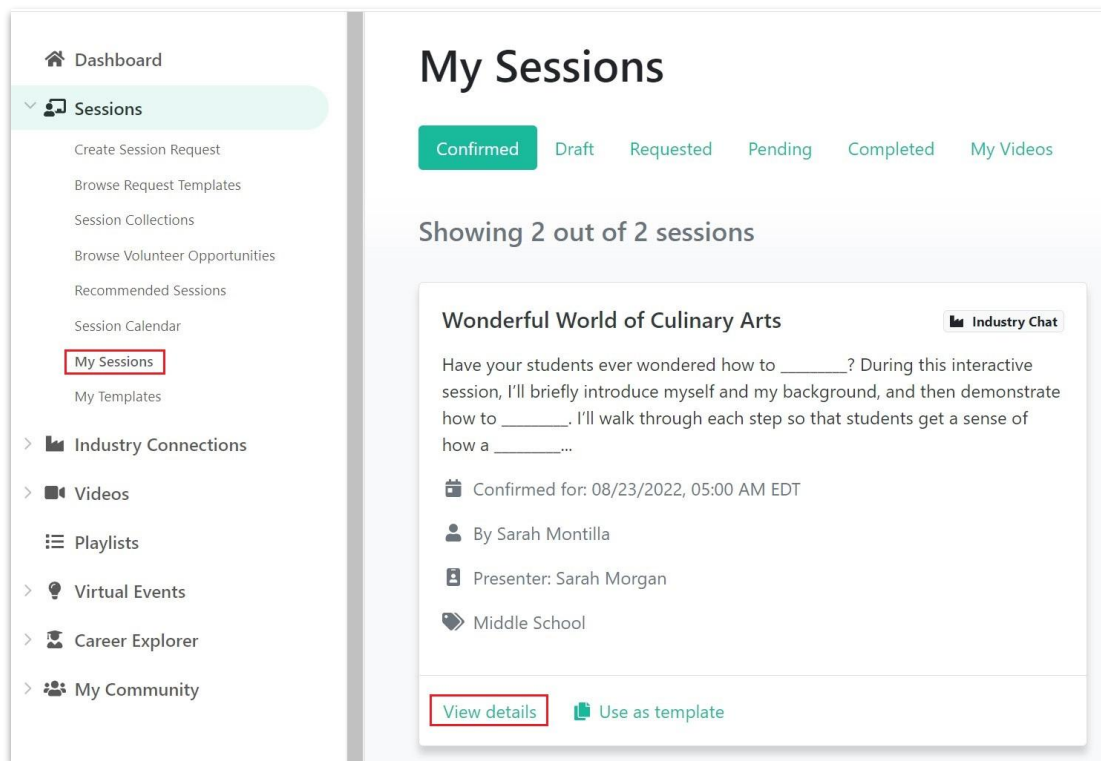 Dashboard
Sessions
Create Session Request
Browse Request Templates
Session Collections
Browse Volunteer Opportunities
Recommended Sessions
Session Calendar
My Sessions
My Templates
Industry Connections
Videos
Playlists
Virtual Events
Career Explorer
My Community
My Sessions
Confirmed Draft Requested Pending Completed My Videos
Showing 2 out of 2 sessions
Wonderful World of Culinary Arts
Industry Chat
Have your students ever wondered how to ________? During this interactive
session, I'll briefly introduce myself and my background, and then demonstrate
how to ________. I'll walk through each step so that students get a sense of
how a ________...
Confirmed for: 08/23/2022, 05:00 AM EDT
By Sarah Montilla
Presenter: Sarah Morgan
Middle School
View details Use as template